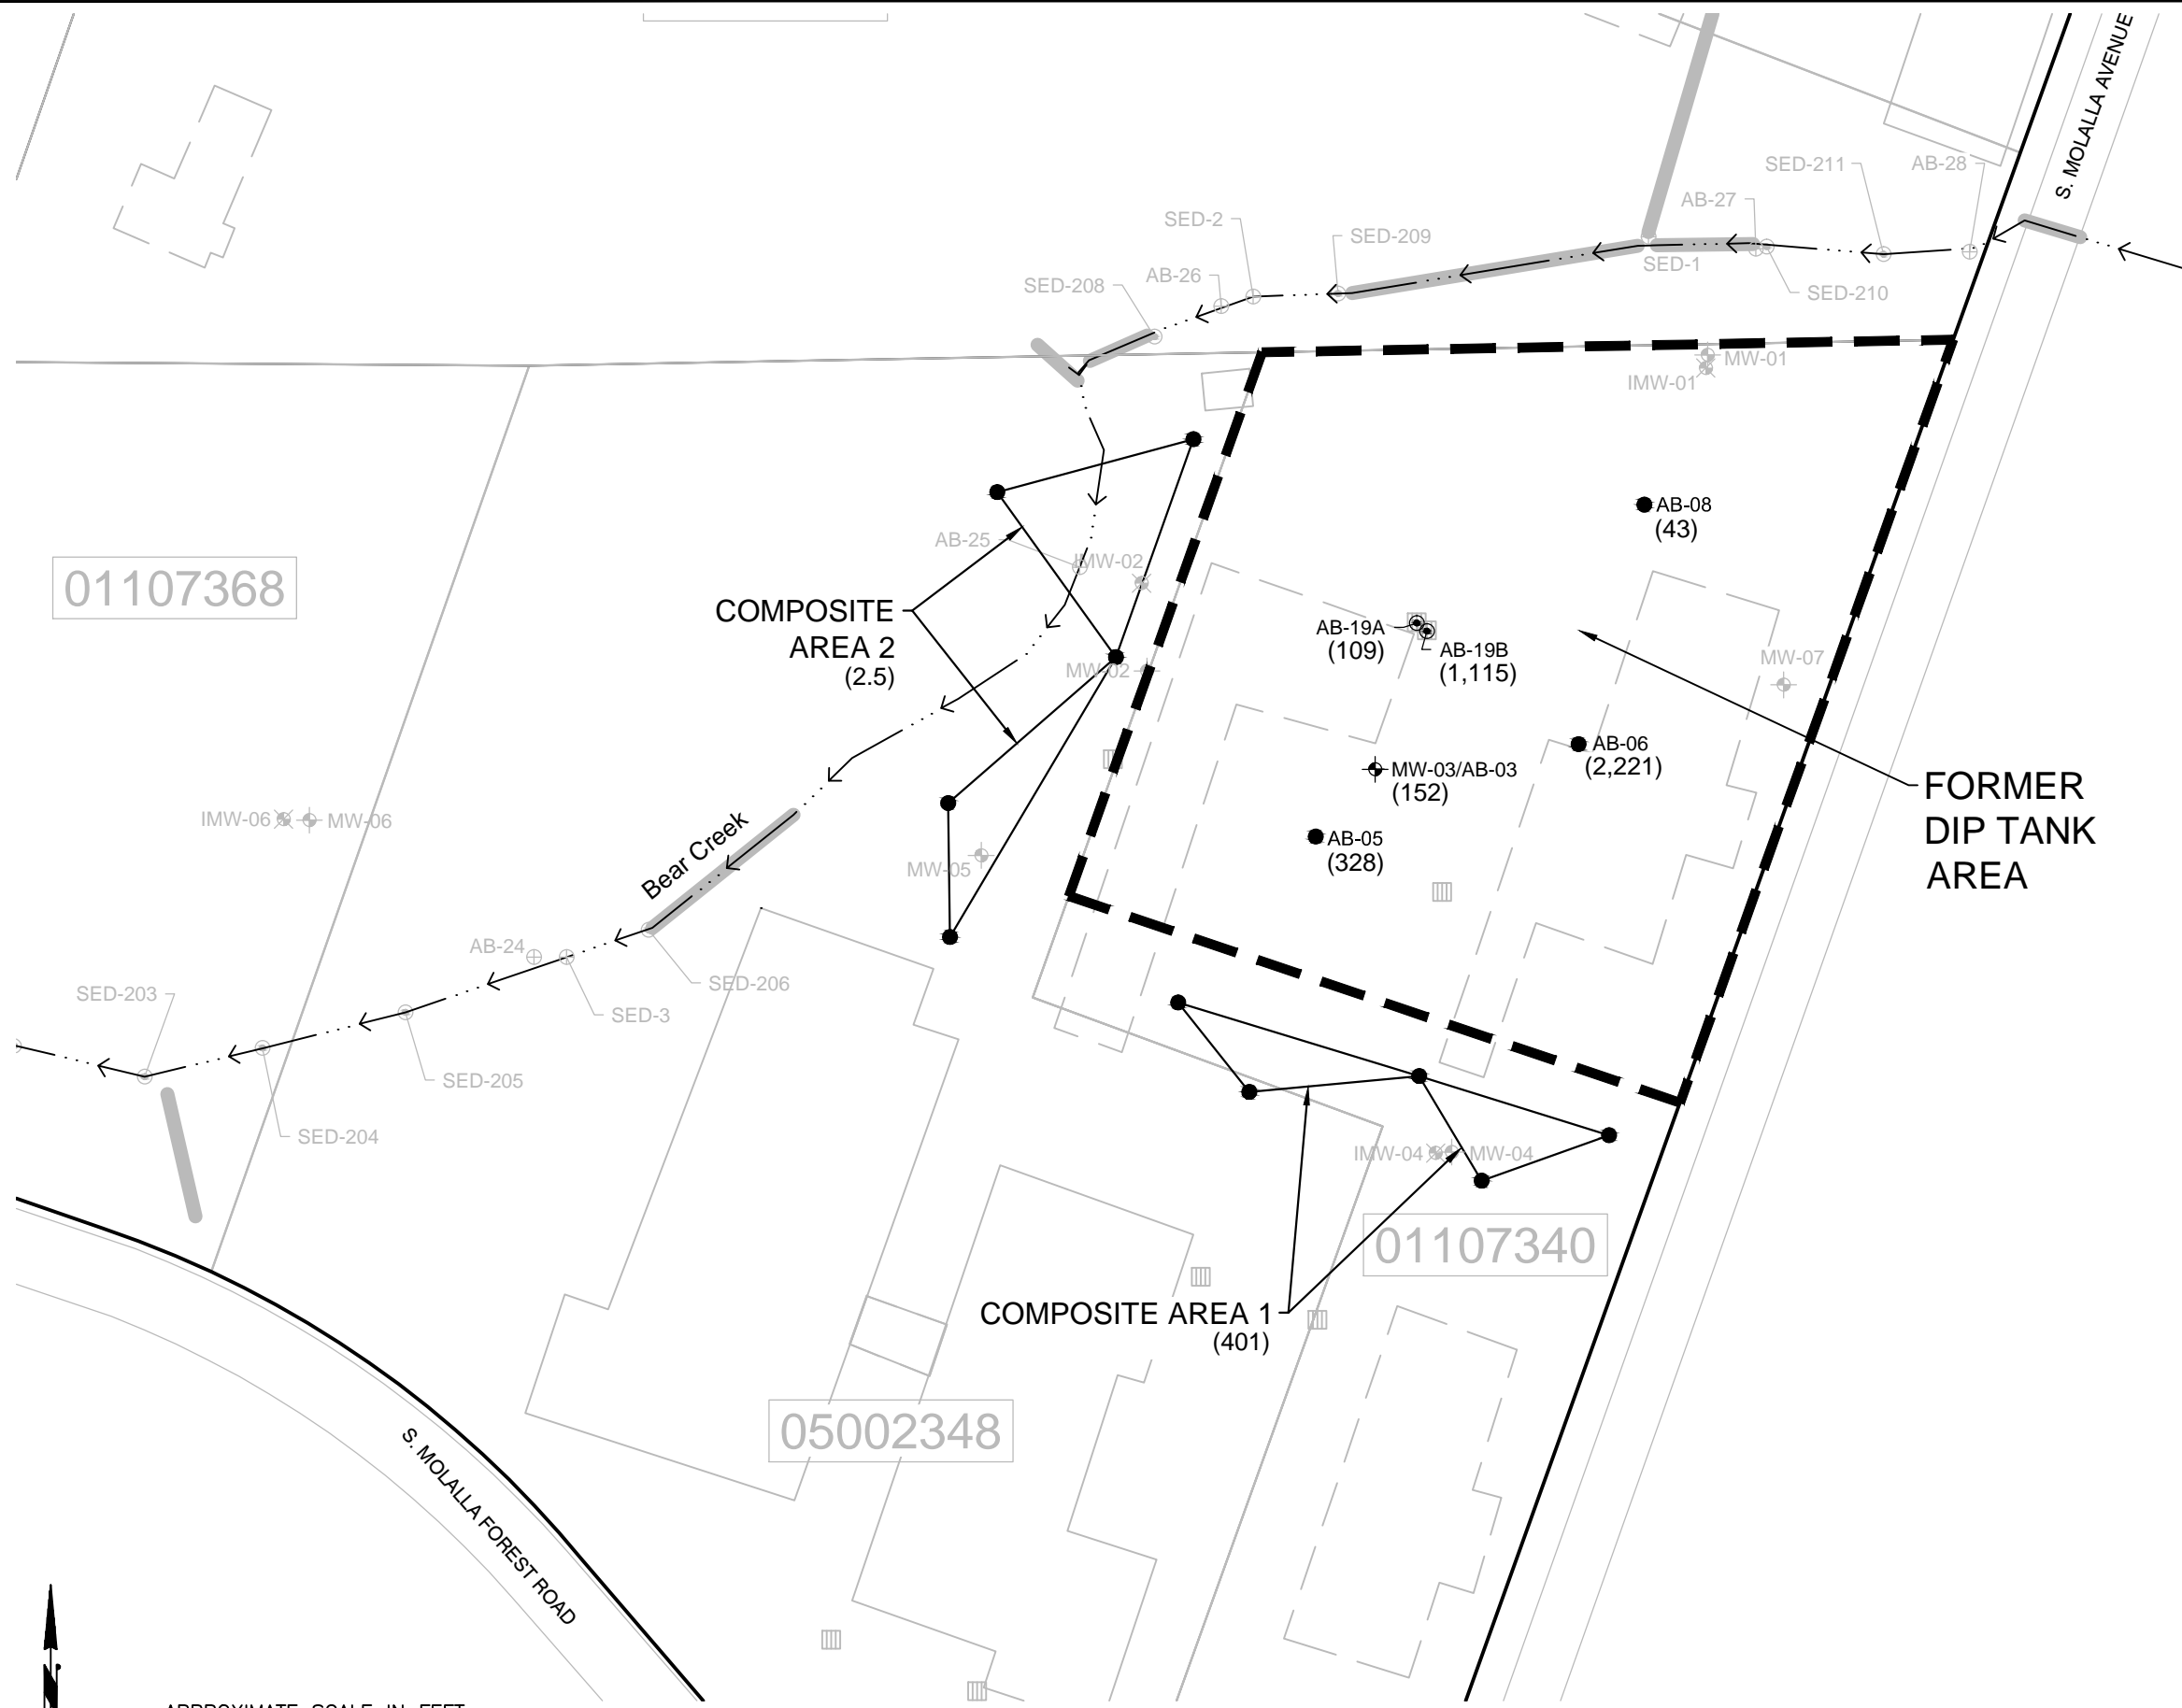 S. MOLALLA AVENUE
SED-211
AB-28
AB-27
SED-2
SED-209
SED-1
AB-26
SED-208
SED-210
MW-01
IMW-01
AB-08
(43)
AB-25
IMW-02
01107368
COMPOSITE
AREA 2
(2.5)
AB-19A
(109)
AB-19B
(1,115)
MW-02
MW-07
AB-06
(2,221)
MW-03/AB-03
(152)
FORMER
DIP TANK
AREA
IMW-06
MW-06
Bear Creek
AB-05
(328)
MW-05
AB-24
SED-206
SED-203
SED-3
SED-205
SED-204
IMW-04
MW-04
01107340
COMPOSITE AREA 1
(401)
05002348
S. MOLALLA FOREST ROAD
N
APPROXIMATE SCALE IN FEET